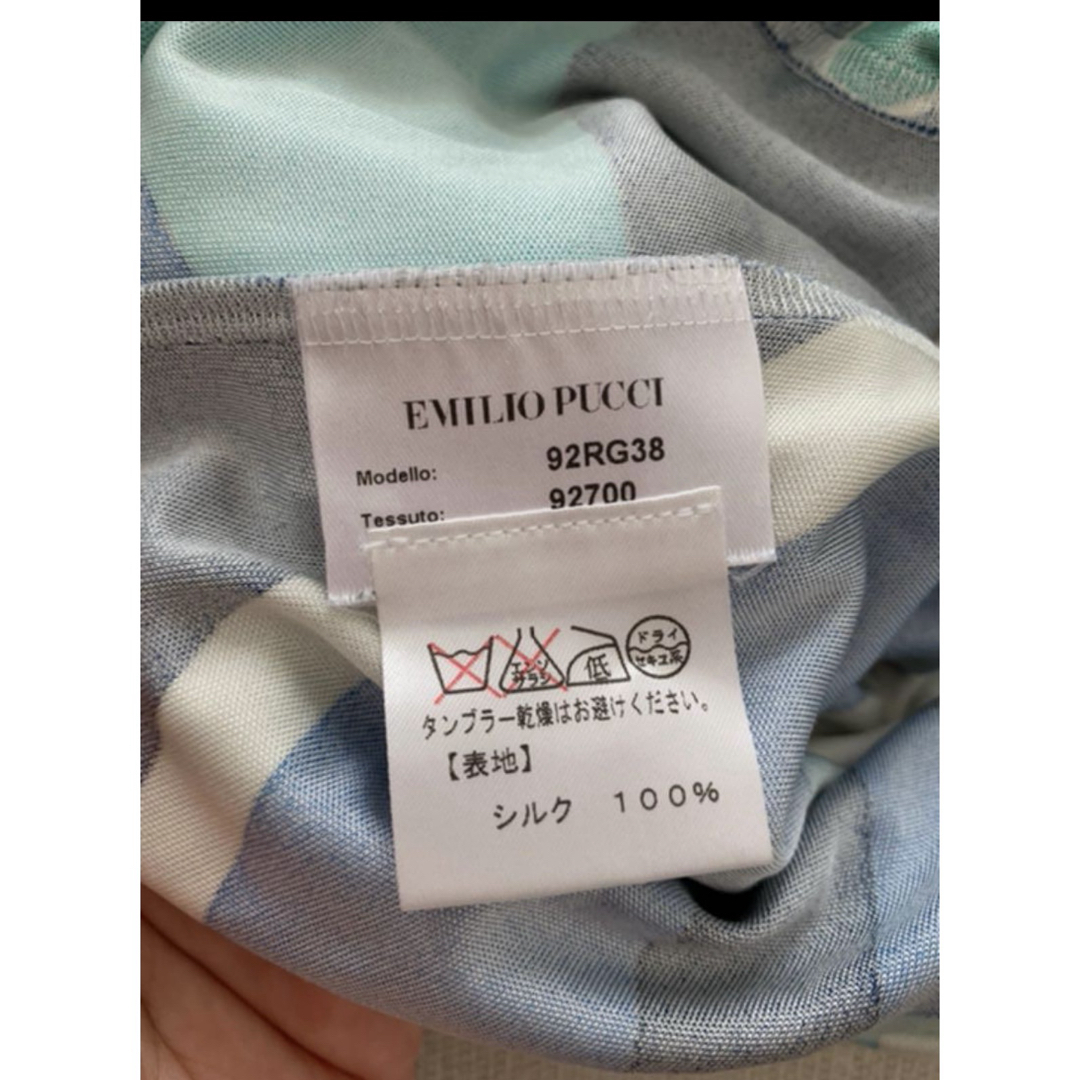 EMILIO PUCCI
Modello: 92RG38
Tessuto: 92700
エンソ
サラシ
低
ドライ
セキユ系
タンブラー乾燥はお避けください。
【表地】
シルク 100%